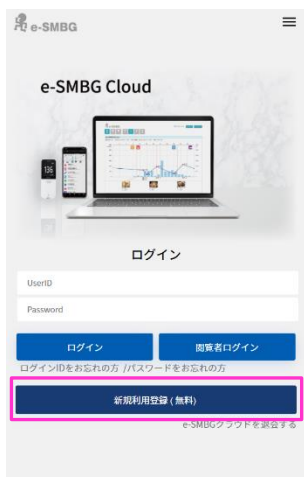 e-SMBG
e-SMBG Cloud
ログイン
UserID
Password
ログイン 閲覧者ログイン
ログインIDをお忘れの方 /パスワードをお忘れの方
新規利用登録 ( 無料)
e-SMBGクラウドを退会する